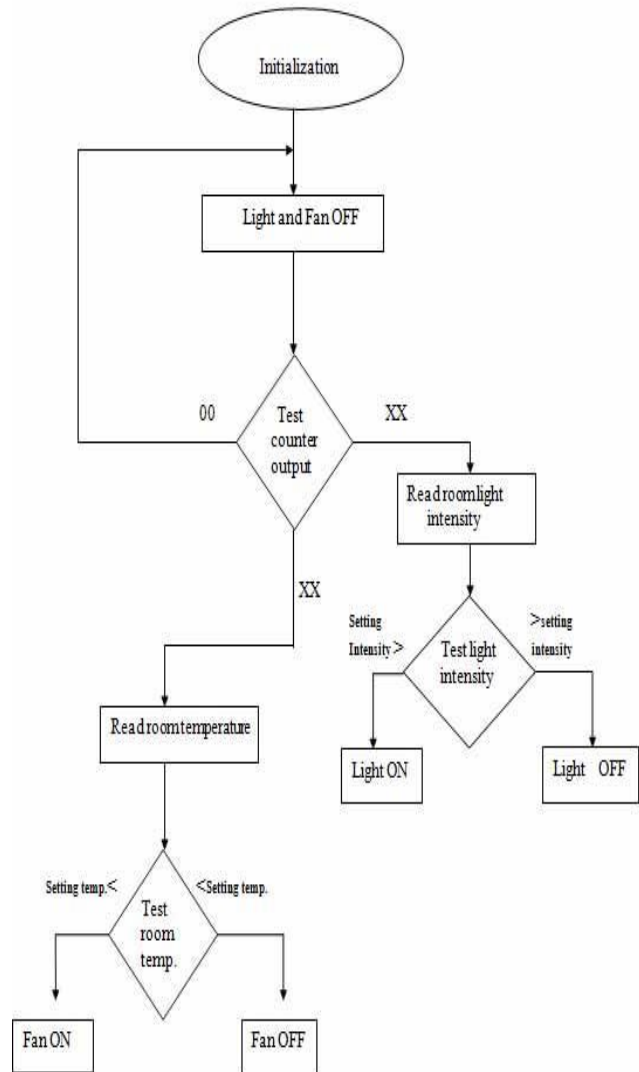 Initialization
Light and Fan OFF
00
Test
counter
output
XX
Read room light
intensity
XX
Setting
Intensity>
Test light
intensity
>setting
intensity
Read room temperature
Light ON
Light OFF
Setting temp.<
Test
room
temp.
<Setting temp.
Fan ON
Fan OFF